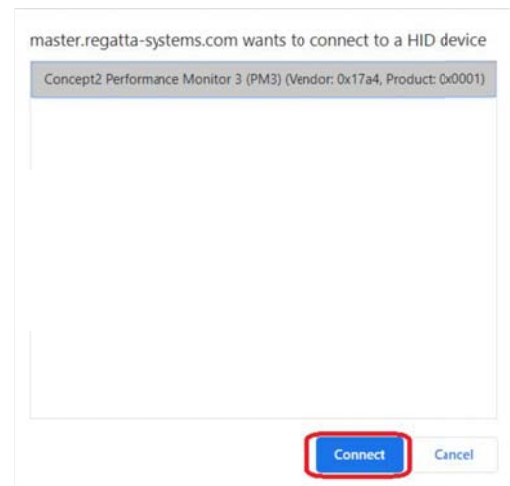 master.regatta-systems.com wants to connect to a HID device
Concept2 Performance Monitor 3 (PM3) (Vendor: 0x17a4, Product: 0x0001)
Connect Cancel